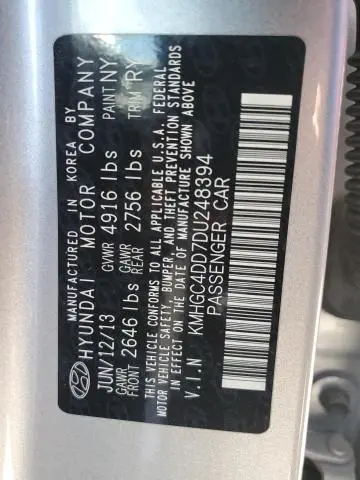 MANUFACTURED IN KOREA BY
HYUNDAI MOTOR COMPANY
JUN/12/13 GVWR 4916 lbs PAINT NY
GAWR FRONT 2646 lbs GAWR REAR 2756 lbs TRIM RY
THIS VEHICLE CONFORMS TO ALL APPLICABLE U.S.A. FEDERAL
MOTOR VEHICLE SAFETY, BUMPER, AND THEFT PREVENTION STANDARDS
IN EFFECT ON THE DATE OF MANUFACTURE SHOWN ABOVE
V.I.N KMHGC4DD7DU248394
PASSENGER CAR